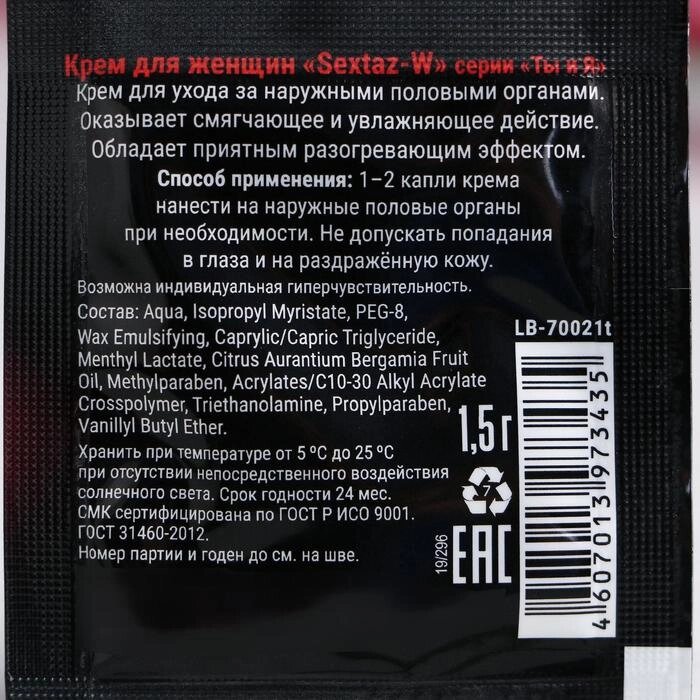 Крем для женщин «Sextaz-W» серии «Ты и Я»
Крем для ухода за наружными половыми органами.
Оказывает смягчающее и увлажняющее действие.
Обладает приятным разогревающим эффектом.
Способ применения: 1–2 капли крема
нанести на наружные половые органы
при необходимости. Не допускать попадания
в глаза и на раздражённую кожу.
Возможна индивидуальная гиперчувствительность.
Состав: Aqua, Isopropyl Myristate, PEG-8,
Wax Emulsifying, Caprylic/Capric Triglyceride,
Menthyl Lactate, Citrus Aurantium Bergamia Fruit
Oil, Methylparaben, Acrylates/C10-30 Alkyl Acrylate
Crosspolymer, Triethanolamine, Propylparaben,
Vanillyl Butyl Ether.
Хранить при температуре от 5 ºC до 25 ºC
при отсутствии непосредственного воздействия
солнечного света. Срок годности 24 мес.
СМК сертифицирована по ГОСТ Р ИСО 9001.
ГОСТ 31460-2012.
Номер партии и годен до см. на шве.
1,5 г
7
19/296
EAC
LB-70021t
4 607013 973435